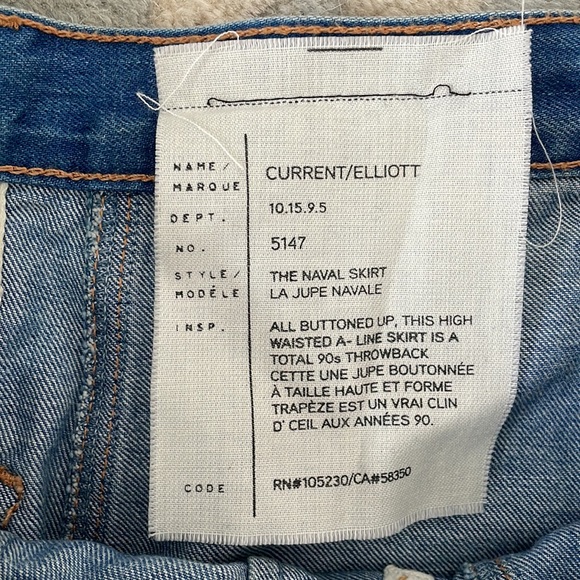 NAME/ CURRENT/ELLIOTT
MARQUE
DEPT. 10.15.9.5
NO. 5147
STYLE/ THE NAVAL SKIRT
MODÈLE LA JUPE NAVALE
INSP. ALL BUTTONED UP, THIS HIGH
WAISTED A- LINE SKIRT IS A
TOTAL 90s THROWBACK
CETTE UNE JUPE BOUTONNÉE
À TAILLE HAUTE ET FORME
TRAPÈZE EST UN VRAI CLIN
D' CEIL AUX ANNÉES 90.
CODE RN#105230/CA#58350